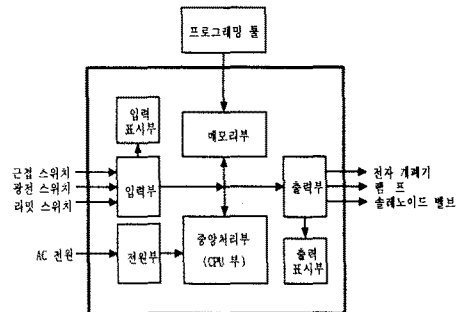 프로그래밍 툴
입력
표시부
메모리부
근접 스위치
광전 스위치
리밋 스위치
입력부
출력부
전자 개폐기
램 프
솔레노이드 밸브
AC 전원
전원부
중앙처리부
(CPU 부)
출력
표시부